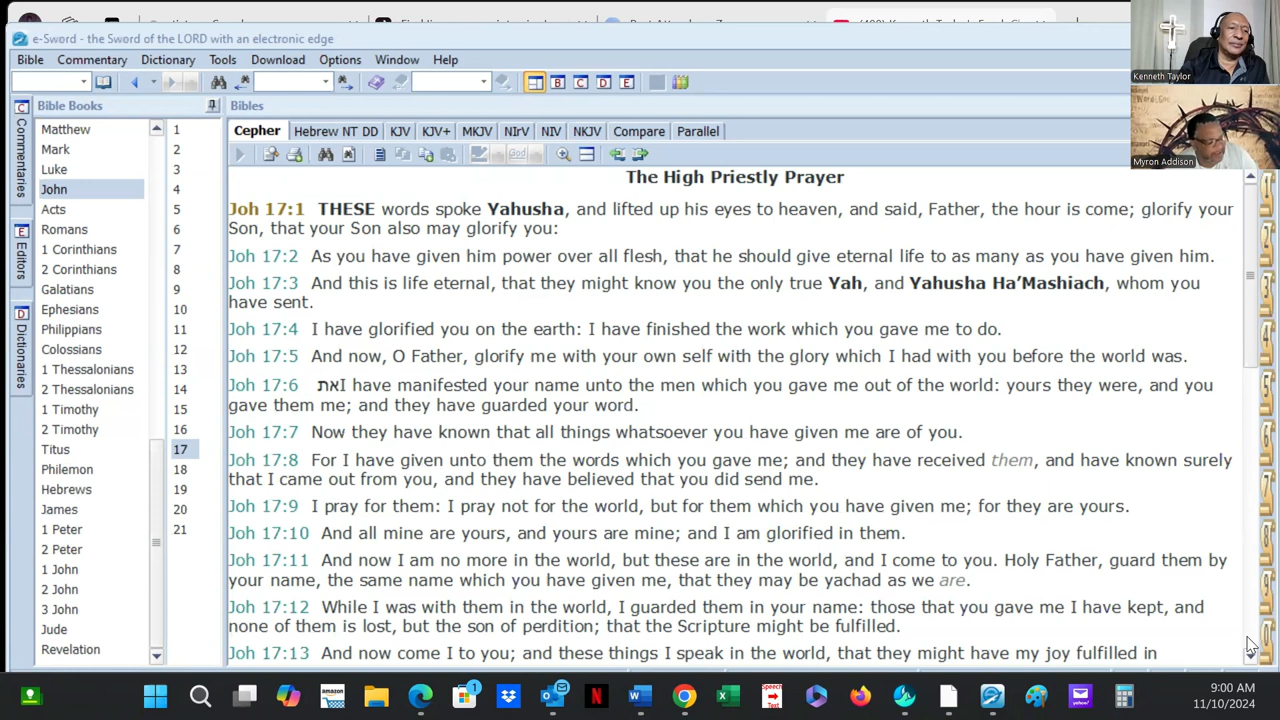 e-Sword - the Sword of the LORD with an electronic edge
Kenneth Taylor
Bible Commentary Dictionary Tools Download Options Window Help
B C D E
Bible Books
Bibles
Commentaries
Editors
Dictionaries
Matthew
Mark
Luke
John
Acts
Romans
1 Corinthians
2 Corinthians
Galatians
Ephesians
Philippians
Colossians
1 Thessalonians
2 Thessalonians
1 Timothy
2 Timothy
Titus
Philemon
Hebrews
James
1 Peter
2 Peter
1 John
2 John
3 John
Jude
Revelation
1
2
3
4
5
6
7
8
9
10
11
12
13
14
15
16
17
18
19
20
21
Cepher Hebrew NT DD KJV KJV+ MKJV NIrV NIV NKJV Compare Parallel
God
Myron Addison
The High Priestly Prayer
Joh 17:1 THESE words spoke Yahusha, and lifted up his eyes to heaven, and said, Father, the hour is come; glorify your
Son, that your Son also may glorify you:
Joh 17:2 As you have given him power over all flesh, that he should give eternal life to as many as you have given him.
Joh 17:3 And this is life eternal, that they might know you the only true Yah, and Yahusha Ha’Mashiach, whom you
have sent.
Joh 17:4 I have glorified you on the earth: I have finished the work which you gave me to do.
Joh 17:5 And now, O Father, glorify me with your own self with the glory which I had with you before the world was.
Joh 17:6 את I have manifested your name unto the men which you gave me out of the world: yours they were, and you
gave them me; and they have guarded your word.
Joh 17:7 Now they have known that all things whatsoever you have given me are of you.
Joh 17:8 For I have given unto them the words which you gave me; and they have received them, and have known surely
that I came out from you, and they have believed that you did send me.
Joh 17:9 I pray for them: I pray not for the world, but for them which you have given me; for they are yours.
Joh 17:10 And all mine are yours, and yours are mine; and I am glorified in them.
Joh 17:11 And now I am no more in the world, but these are in the world, and I come to you. Holy Father, guard them by
your name, the same name which you have given me, that they may be yachad as we are.
Joh 17:12 While I was with them in the world, I guarded them in your name: those that you gave me I have kept, and
none of them is lost, but the son of perdition; that the Scripture might be fulfilled.
Joh 17:13 And now come I to you; and these things I speak in the world, that they might have my joy fulfilled in
amazon
Speech
Text
yahoo!
9:00 AM
11/10/2024